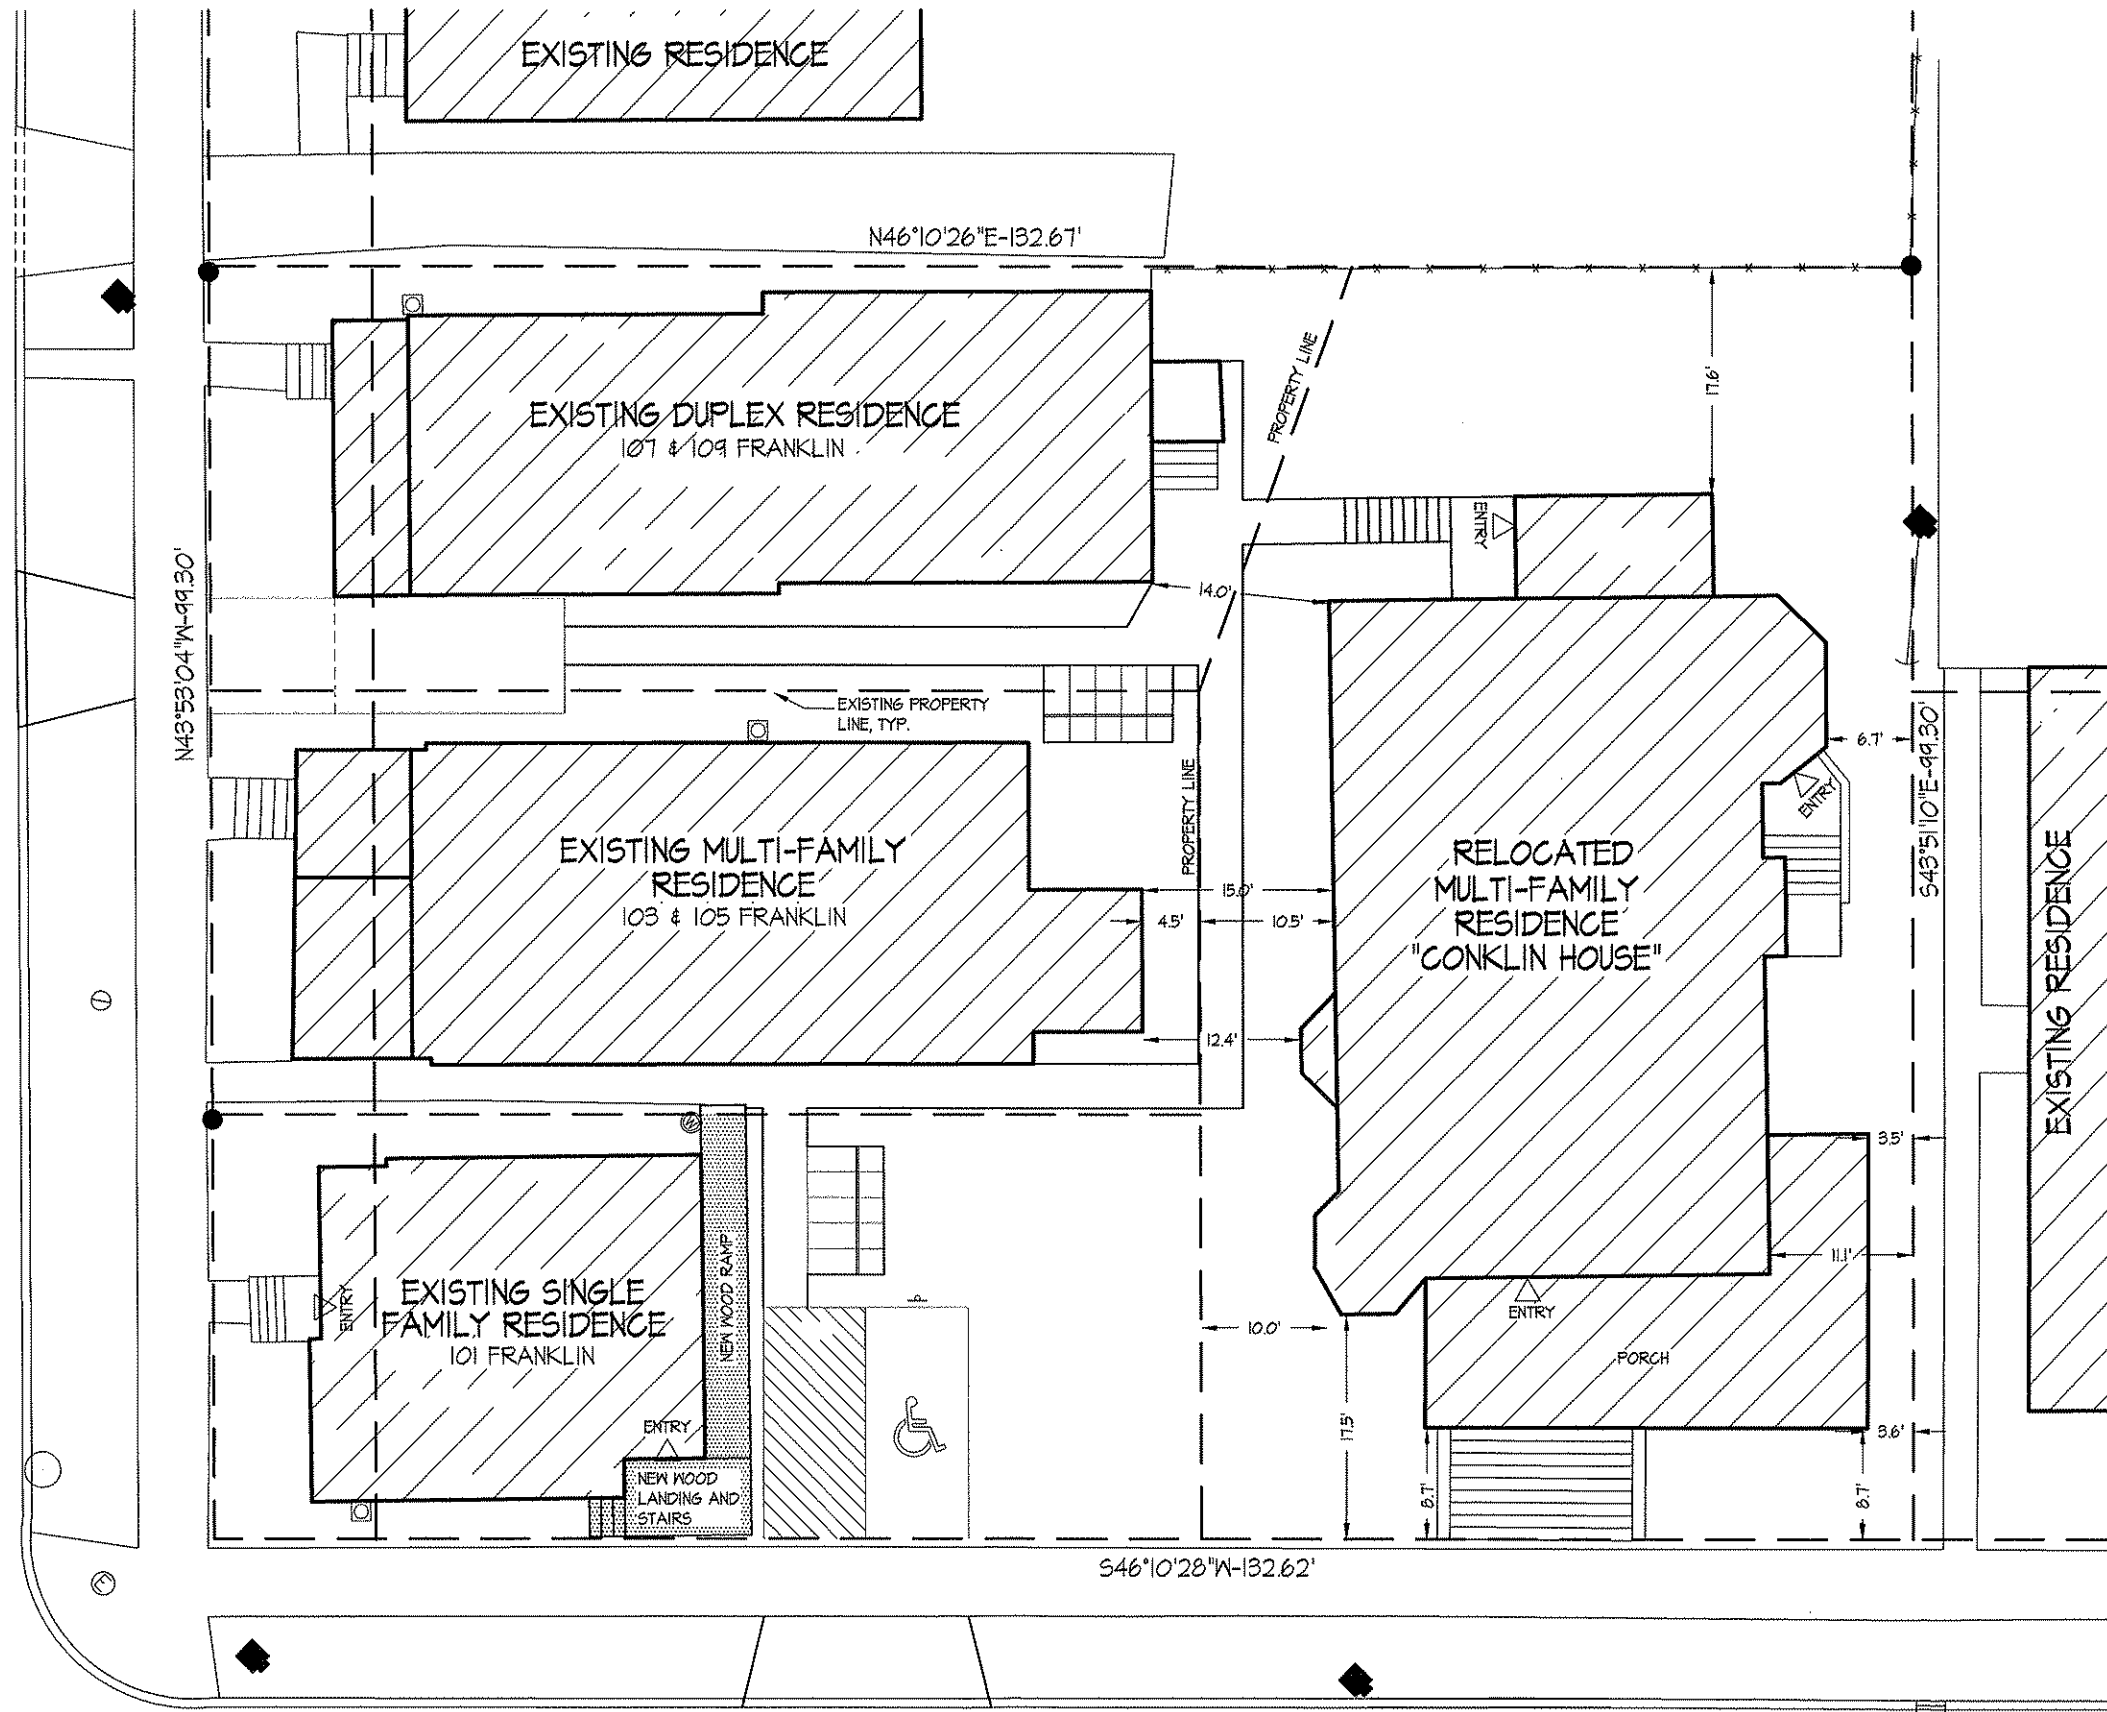 EXISTING RESIDENCE
N46°10'26"E-132.67'
PROPERTY LINE
17.6'
EXISTING DUPLEX RESIDENCE
107 & 109 FRANKLIN
ENTRY
14.0'
N43°53'04"W-99.30'
EXISTING PROPERTY
LINE, TYP.
6.7'
S43°51'10"E-99.30'
ENTRY
PROPERTY LINE
EXISTING MULTI-FAMILY
RESIDENCE
103 & 105 FRANKLIN
15.0'
4.5'
10.5'
RELOCATED
MULTI-FAMILY
RESIDENCE
"CONKLIN HOUSE"
EXISTING RESIDENCE
12.4'
W
3.5'
NEW WOOD RAMP
11.1'
ENTRY
EXISTING SINGLE
FAMILY RESIDENCE
101 FRANKLIN
ENTRY
10.0'
PORCH
ENTRY
17.5'
3.6'
NEW WOOD
LANDING AND
STAIRS
8.7'
8.7'
S46°10'28"W-132.62'
E